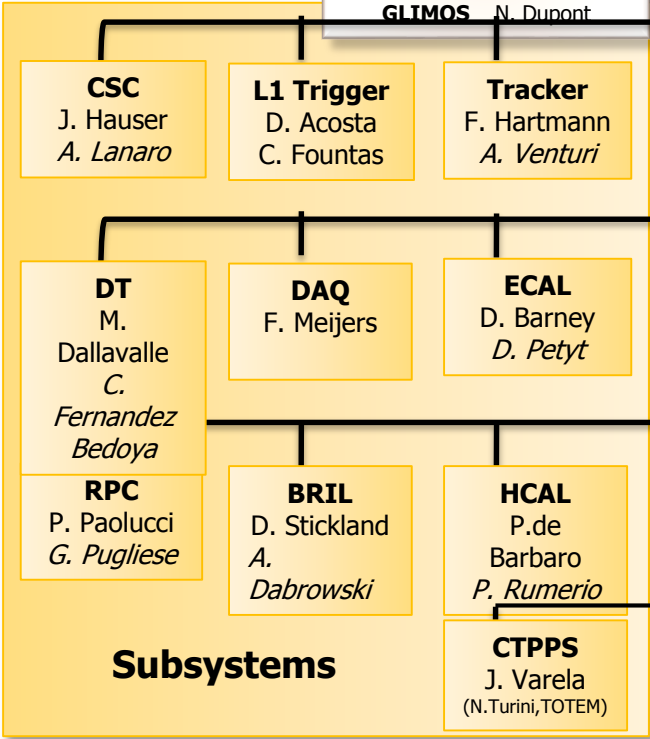 GLIMOS N. Dupont
CSC
J. Hauser
A. Lanaro
L1 Trigger
D. Acosta
C. Fountas
Tracker
F. Hartmann
A. Venturi
DT
M.
Dallavalle
C.
Fernandez
Bedoya
DAQ
F. Meijers
ECAL
D. Barney
D. Petyt
RPC
P. Paolucci
G. Pugliese
BRIL
D. Stickland
A.
Dabrowski
HCAL
P.de
Barbaro
P. Rumerio
CTPPS
J. Varela
(N.Turini,TOTEM)
Subsystems